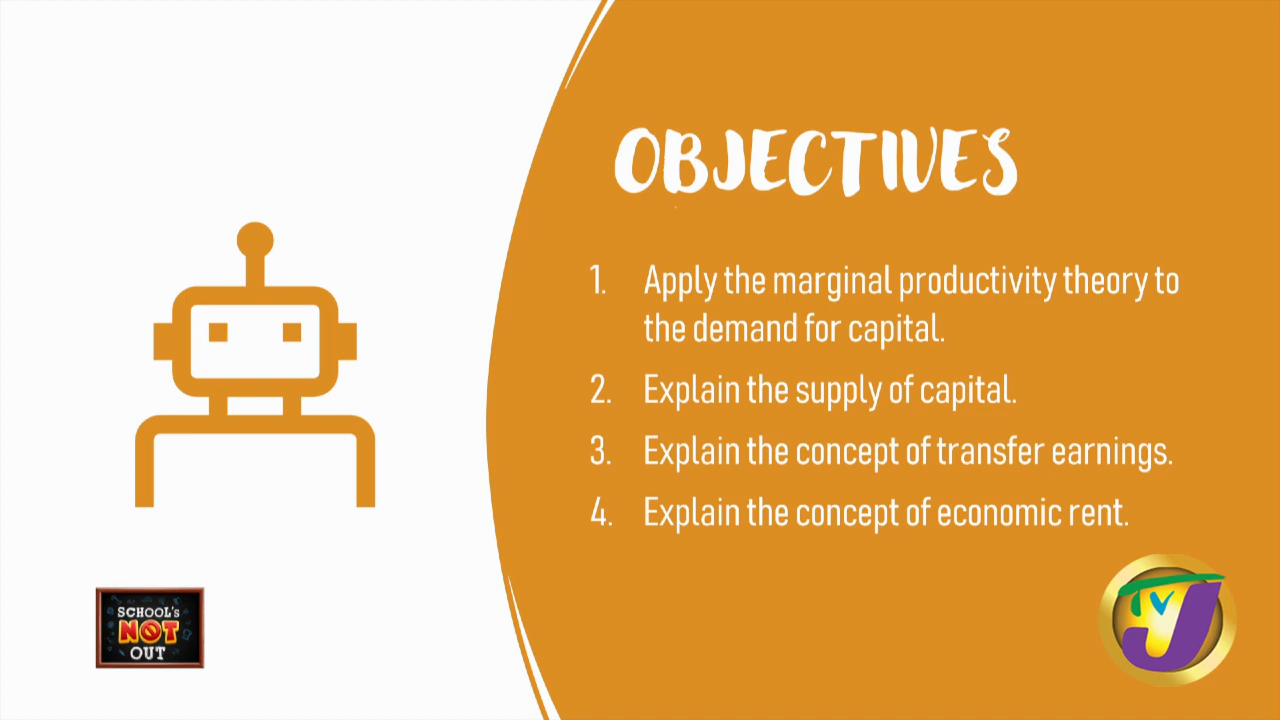 OBJECTIVES
1. Apply the marginal productivity theory to
the demand for capital.
2. Explain the supply of capital.
3. Explain the concept of transfer earnings.
4. Explain the concept of economic rent.
SCHOOL's
NOT
OUT
TVJ